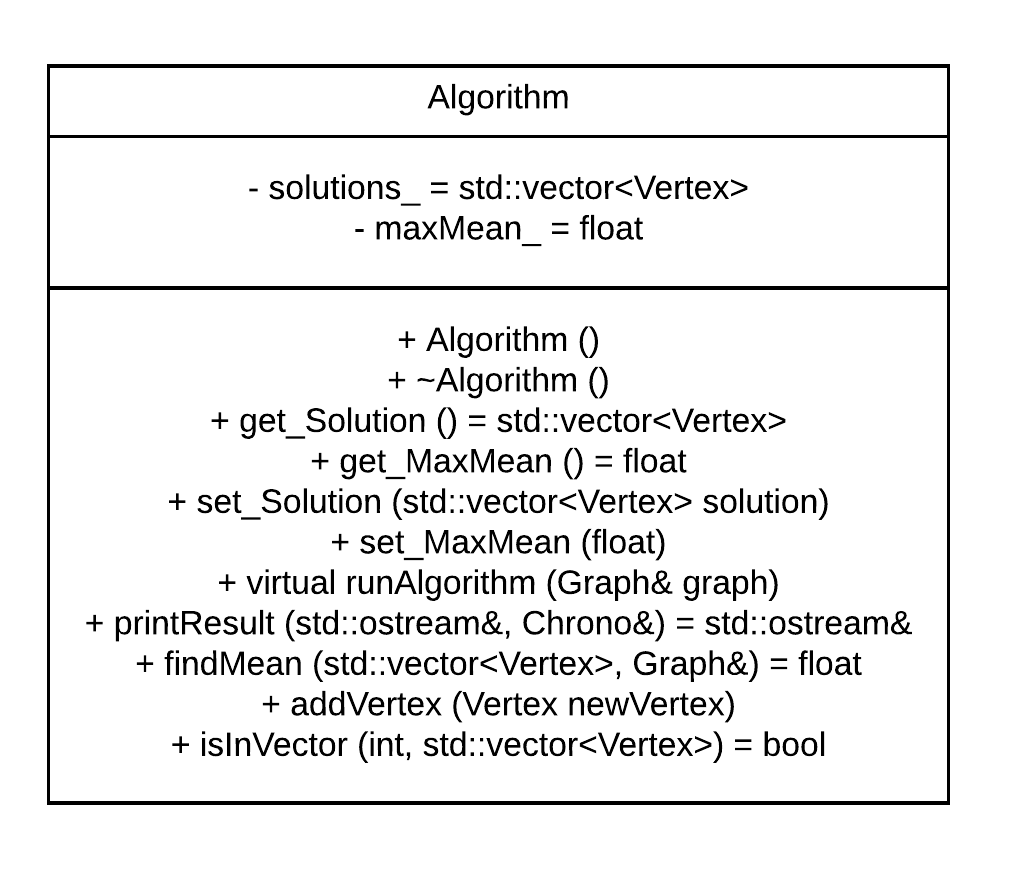 Algorithm
- solutions_ = std::vector<Vertex>
- maxMean_ = float
+ Algorithm ()
+ ~Algorithm ()
+ get_Solution () = std::vector<Vertex>
+ get_MaxMean () = float
+ set_Solution (std::vector<Vertex> solution)
+ set_MaxMean (float)
+ virtual runAlgorithm (Graph& graph)
+ printResult (std::ostream&, Chrono&) = std::ostream&
+ findMean (std::vector<Vertex>, Graph&) = float
+ addVertex (Vertex newVertex)
+ isInVector (int, std::vector<Vertex>) = bool